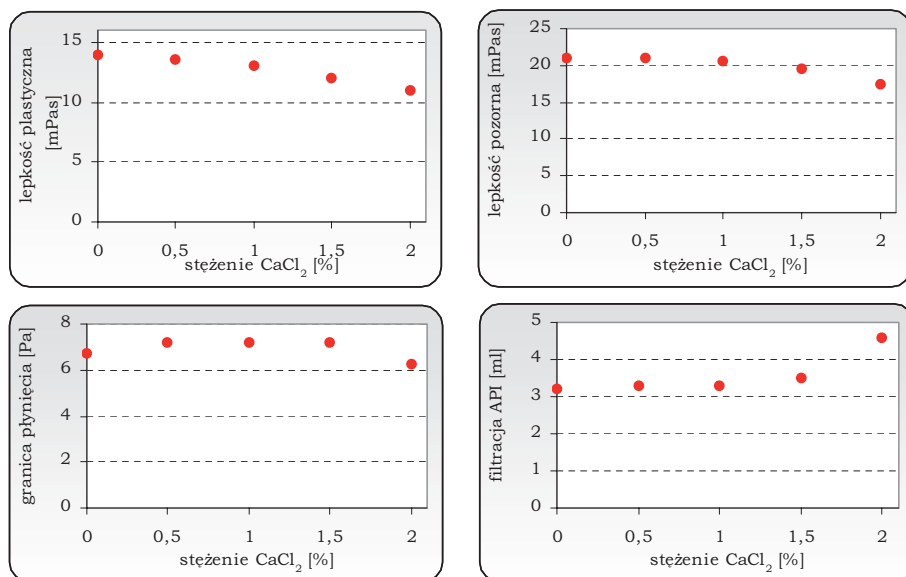 lepkość plastyczna
[mPas]
15
10
5
0
0 0,5 1 1,5 2
stężenie CaCl₂ [%]
lepkość pozorna [mPas]
25
20
15
10
5
0
0 0,5 1 1,5 2
stężenie CaCl₂ [%]
granica płynięcia [Pa]
8
6
4
2
0
0 0,5 1 1,5 2
stężenie CaCl₂ [%]
filtracja API [ml]
5
4
3
2
1
0
0 0,5 1 1,5 2
stężenie CaCl₂ [%]